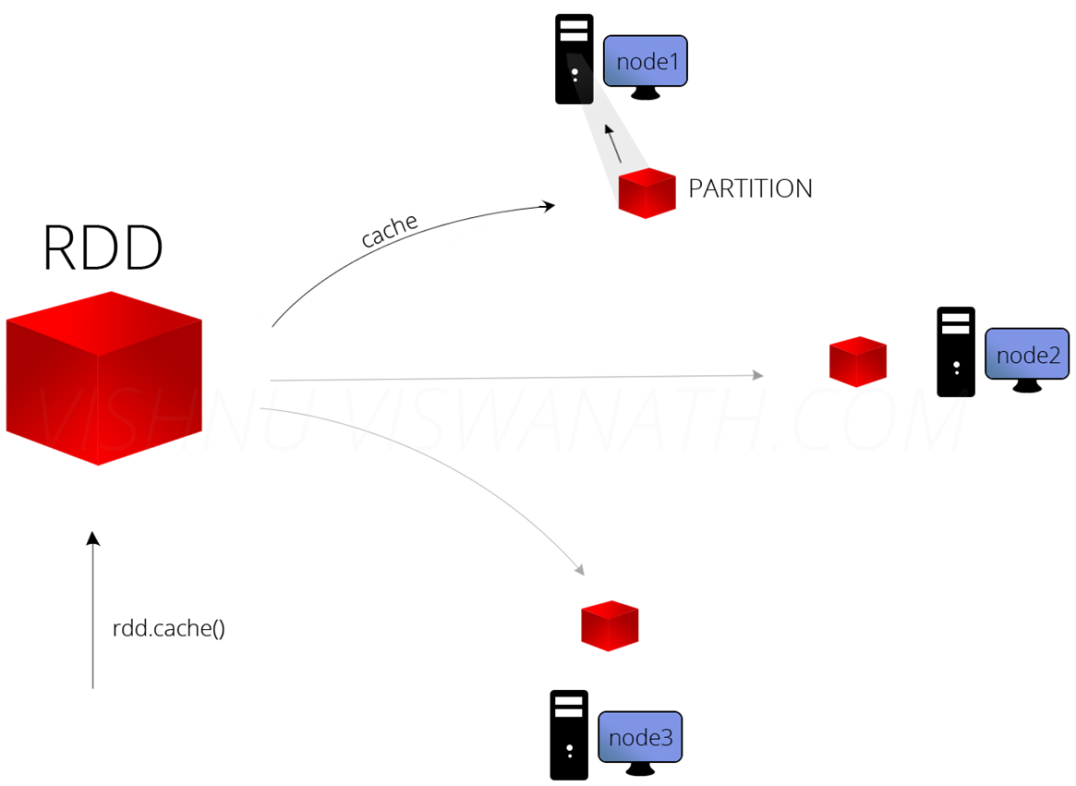 node1
PARTITION
cache
RDD
node2
VISHNU VISWANATH.COM
rdd.cache()
node3